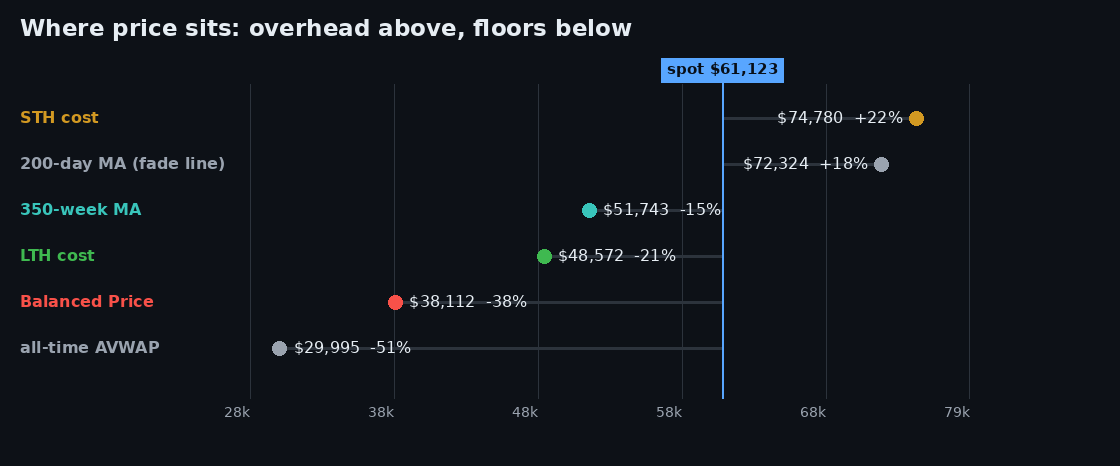 Where price sits: overhead above, floors below
spot $61,123
STH cost $74,780 +22%
200-day MA (fade line) $72,324 +18%
350-week MA $51,743 -15%
LTH cost $48,572 -21%
Balanced Price $38,112 -38%
all-time AVWAP $29,995 -51%
28k 38k 48k 58k 68k 79k